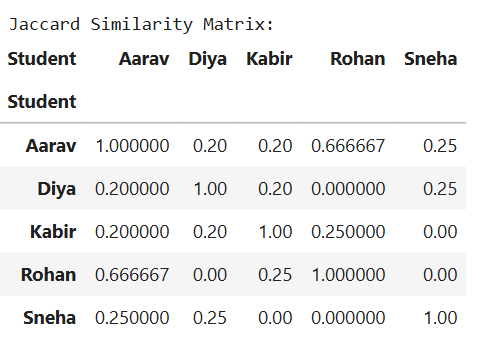 Jaccard Similarity Matrix:
Student Aarav Diya Kabir Rohan Sneha
Student
Aarav 1.000000 0.20 0.20 0.666667 0.25
Diya 0.200000 1.00 0.20 0.000000 0.25
Kabir 0.200000 0.20 1.00 0.250000 0.00
Rohan 0.666667 0.00 0.25 1.000000 0.00
Sneha 0.250000 0.25 0.00 0.000000 1.00